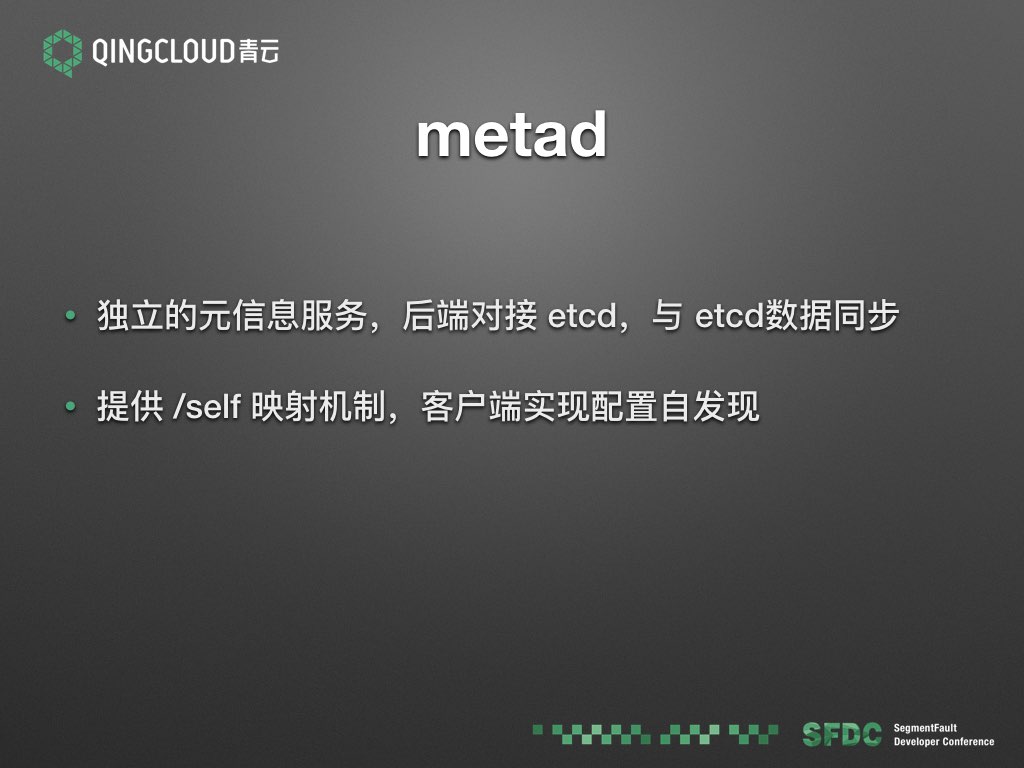 QINGCLOUD青云
metad
• 独立的元信息服务，后端对接 etcd，与 etcd数据同步
• 提供 /self 映射机制，客户端实现配置自发现
SFDC
SegmentFault
Developer Conference